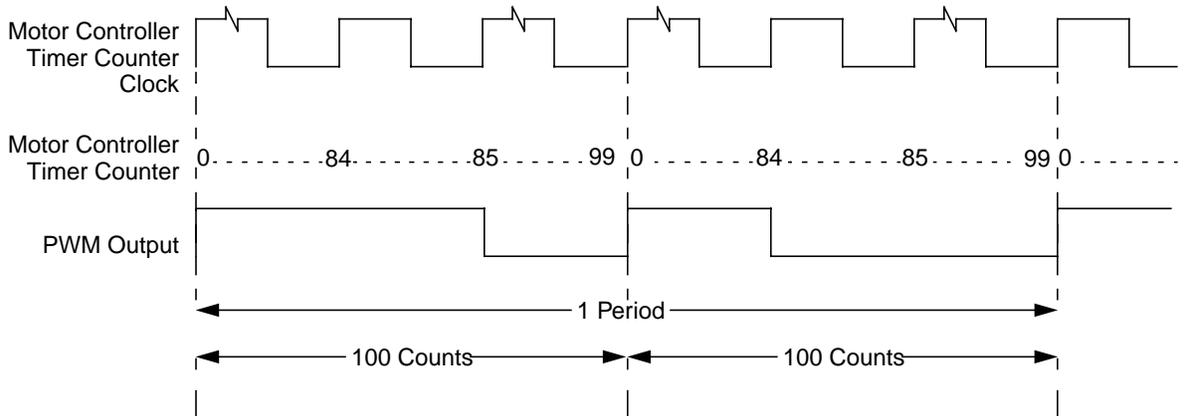 Motor Controller
Timer Counter
Clock
Motor Controller
Timer Counter
0 84 85 99 0 84 85 99 0
PWM Output
1 Period
100 Counts 100 Counts